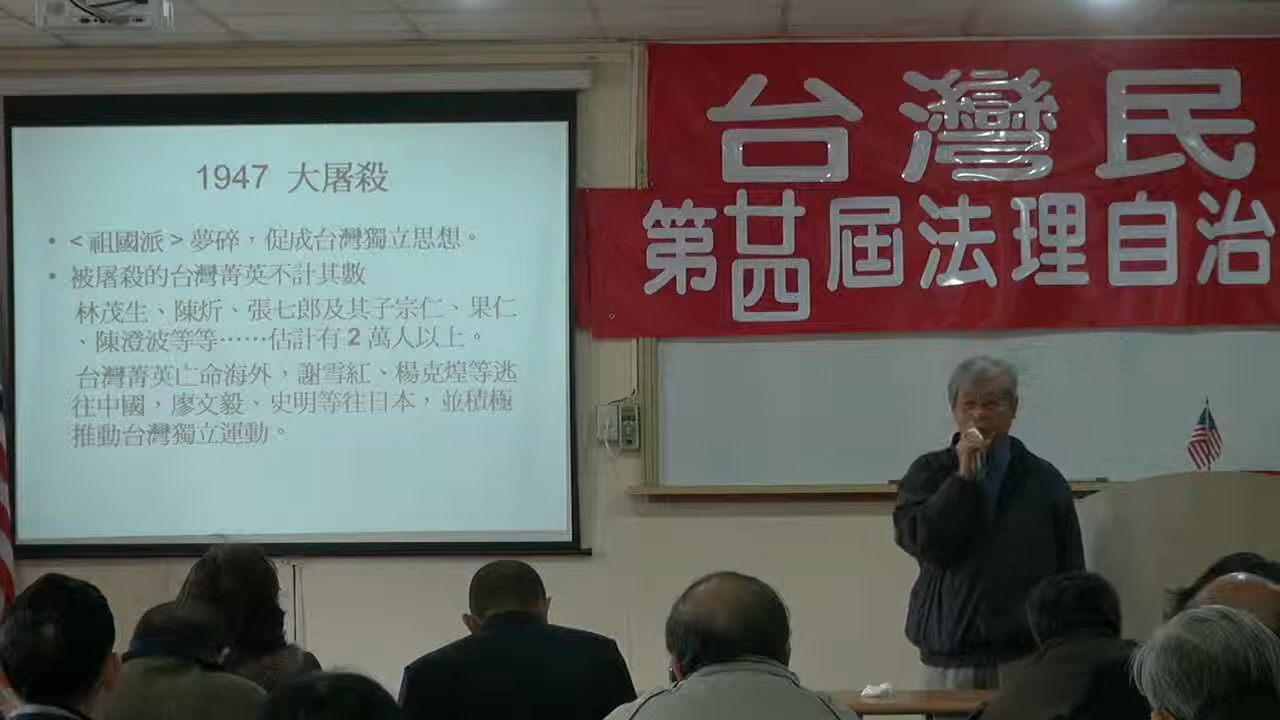 1947 大屠殺
• <祖國派> 夢碎，促成台灣獨立思想。
• 被屠殺的台灣菁英不計其數
林茂生、陳炘、張七郎及其子宗仁、果仁
、陳澄波等等……估計有 2 萬人以上。
台灣菁英亡命海外，謝雪紅、楊克煌等逃
往中國，廖文毅、史明等往日本，並積極
推動台灣獨立運動。
台灣民
第廿四屆法理自治